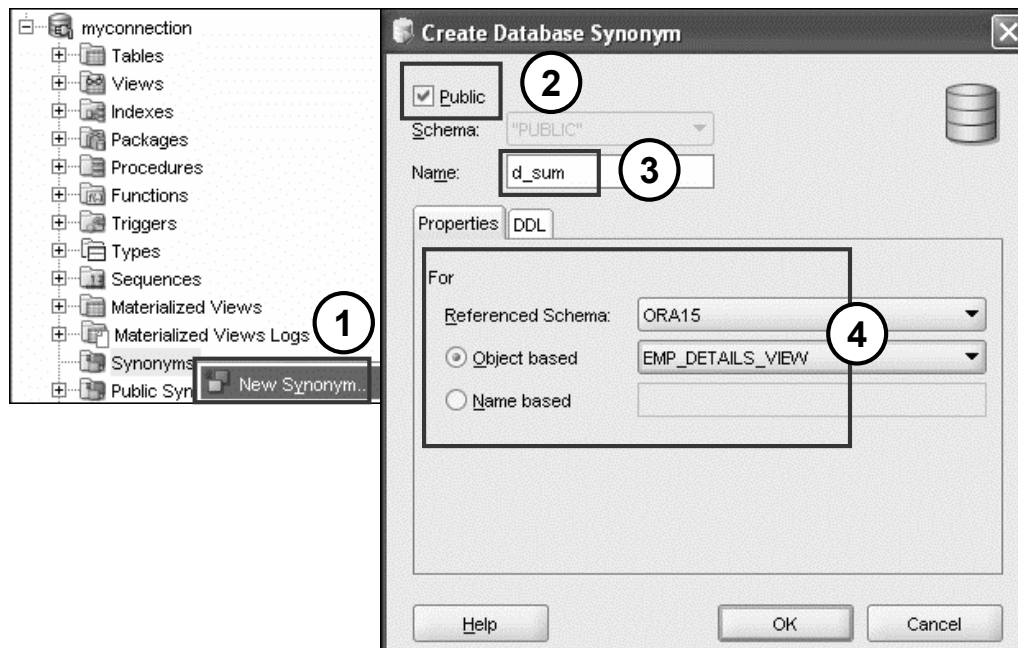 myconnection
Tables
Views
Indexes
Packages
Procedures
Functions
Triggers
Types
Sequences
Materialized Views
Materialized Views Logs
Synonyms
Public Syn
New Synonym...
1
Create Database Synonym
Public
2
Schema: "PUBLIC"
Name: d_sum
3
Properties DDL
For
Referenced Schema: ORA15
Object based EMP_DETAILS_VIEW
4
Name based
Help OK Cancel